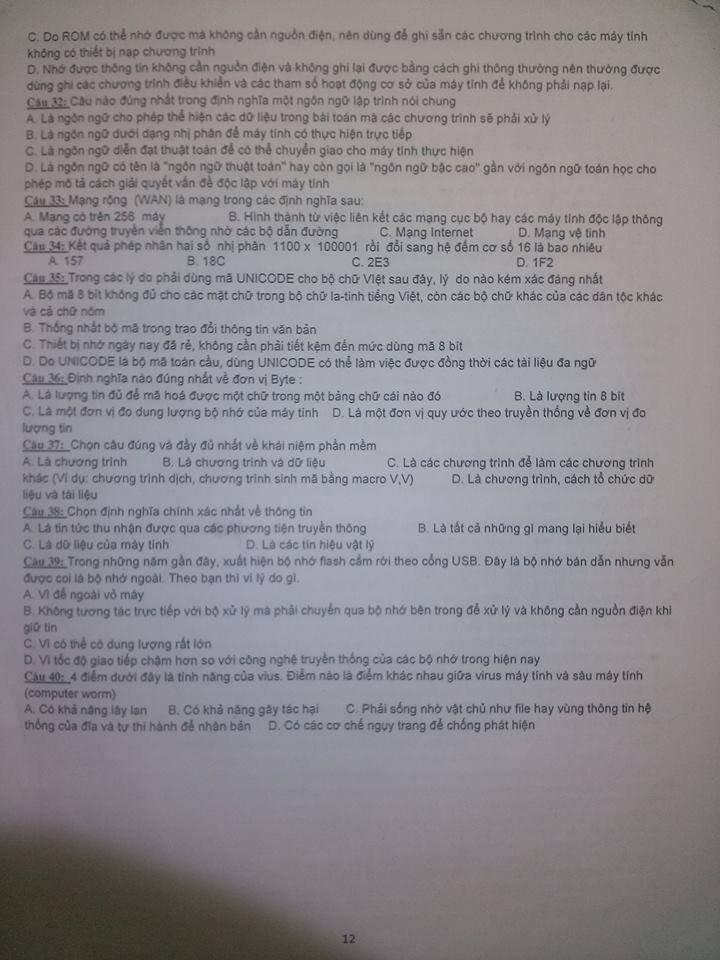 C. Do ROM có thể nhớ được mà không cần nguồn điện, nên dùng để ghi sẵn các chương trình cho các máy tính
không có thiết bị nạp chương trình
D. Nhớ được thông tin không cần nguồn điện và không ghi lại được bằng cách ghi thông thường nên thường được
dùng ghi các chương trình điều khiển và các tham số hoạt động cơ sở của máy tính để không phải nạp lại.
Câu 32: Câu nào đúng nhất trong định nghĩa một ngôn ngữ lập trình nói chung
A. Là ngôn ngữ cho phép thể hiện các dữ liệu trong bài toán mà các chương trình sẽ phải xử lý
B. Là ngôn ngữ dưới dạng nhị phân để máy tính có thực hiện trực tiếp
C. Là ngôn ngữ diễn đạt thuật toán để có thể chuyển giao cho máy tính thực hiện
D. Là ngôn ngữ có tên là "ngôn ngữ thuật toán" hay còn gọi là "ngôn ngữ bậc cao" gần với ngôn ngữ toán học cho
phép mô tả cách giải quyết vấn đề độc lập với máy tính
Câu 33: Mạng rộng (WAN) là mạng trong các định nghĩa sau:
A. Mạng có trên 256 máy B. Hình thành từ việc liên kết các mạng cục bộ hay các máy tính độc lập thông
qua các đường truyền viễn thông nhờ các bộ dẫn đường C. Mạng Internet D. Mạng vệ tinh
Câu 34: Kết quả phép nhân hai số nhị phân 1100 x 100001 rồi đổi sang hệ đếm cơ số 16 là bao nhiêu
A. 157 B. 18C C. 2E3 D. 1F2
Câu 35: Trong các lý do phải dùng mã UNICODE cho bộ chữ Việt sau đây, lý do nào kém xác đáng nhất
A. Bộ mã 8 bít không đủ cho các mặt chữ trong bộ chữ la-tinh tiếng Việt, còn các bộ chữ khác của các dân tộc khác
và cả chữ nôm
B. Thống nhất bộ mã trong trao đổi thông tin văn bản
C. Thiết bị nhớ ngày nay đã rẻ, không cần phải tiết kệm đến mức dùng mã 8 bít
D. Do UNICODE là bộ mã toàn cầu, dùng UNICODE có thể làm việc được đồng thời các tài liệu đa ngữ
Câu 36: Định nghĩa nào đúng nhất về đơn vị Byte :
A. Là lượng tin đủ để mã hoá được một chữ trong một bảng chữ cái nào đó B. Là lượng tin 8 bit
C. Là một đơn vị đo dung lượng bộ nhớ của máy tính D. Là một đơn vị quy ước theo truyền thống về đơn vị đo
lượng tin
Câu 37: Chọn câu đúng và đầy đủ nhất về khái niệm phần mềm
A. Là chương trình B. Là chương trình và dữ liệu C. Là các chương trình để làm các chương trình
khác (Ví dụ: chương trình dịch, chương trình sinh mã bằng macro V,V) D. Là chương trình, cách tổ chức dữ
liệu và tài liệu
Câu 38: Chọn định nghĩa chính xác nhất về thông tin
A. Là tin tức thu nhận được qua các phương tiện truyền thông B. Là tất cả những gì mang lại hiểu biết
C. Là dữ liệu của máy tính D. Là các tín hiệu vật lý
Câu 39: Trong những năm gần đây, xuất hiện bộ nhớ flash cắm rời theo cổng USB. Đây là bộ nhớ bán dẫn nhưng vẫn
được coi là bộ nhớ ngoài. Theo bạn thì vì lý do gì.
A. Vì để ngoài vỏ máy
B. Không tương tác trực tiếp với bộ xử lý mà phải chuyển qua bộ nhớ bên trong để xử lý và không cần nguồn điện khi
giữ tin
C. Vì có thể có dung lượng rất lớn
D. Vì tốc độ giao tiếp chậm hơn so với công nghệ truyền thống của các bộ nhớ trong hiện nay
Câu 40: 4 điểm dưới đây là tính năng của vius. Điểm nào là điểm khác nhau giữa virus máy tính và sâu máy tính
(computer worm)
A. Có khả năng lây lan B. Có khả năng gây tác hại C. Phải sống nhờ vật chủ như file hay vùng thông tin hệ
thống của đĩa và tự thi hành để nhân bản D. Có các cơ chế ngụy trang để chống phát hiện
12